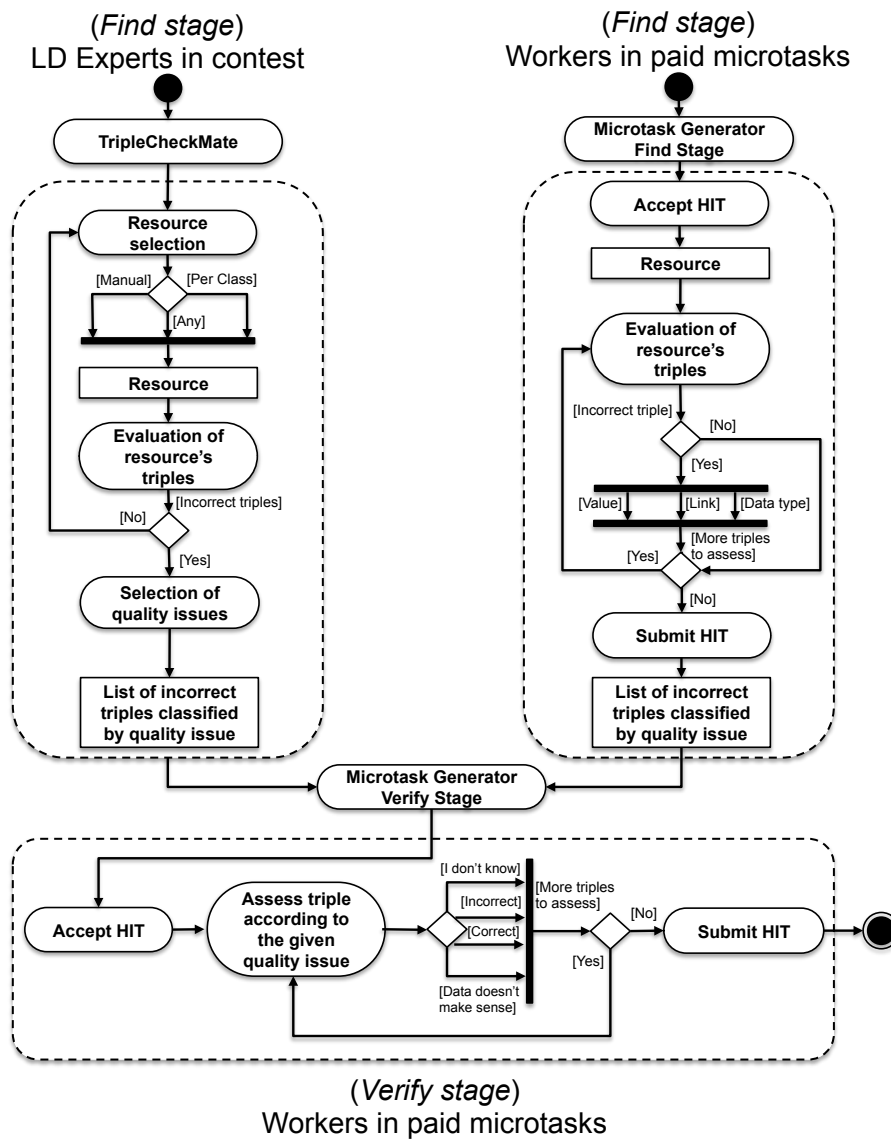 (Find stage)
LD Experts in contest
TripleCheckMate
Resource
selection
[Manual]
[Per Class]
[Any]
Resource
Evaluation of
resource's
triples
[Incorrect triples]
[No]
[Yes]
Selection of
quality issues
List of incorrect
triples classified
by quality issue
(Find stage)
Workers in paid microtasks
Microtask Generator
Find Stage
Accept HIT
Resource
Evaluation of
resource's
triples
[Incorrect triple]
[No]
[Yes]
[Value]
[Link]
[Data type]
[More triples
to assess]
[Yes]
[No]
Submit HIT
List of incorrect
triples classified
by quality issue
Microtask Generator
Verify Stage
Accept HIT
Assess triple
according to
the given
quality issue
[I don't know]
[Incorrect]
[Correct]
[Data doesn't
make sense]
[More triples
to assess]
[No]
[Yes]
Submit HIT
(Verify stage)
Workers in paid microtasks